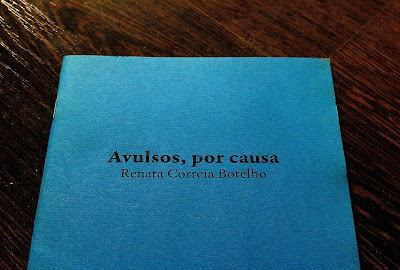 Avulsos, por causa
Renata Correia Botelho